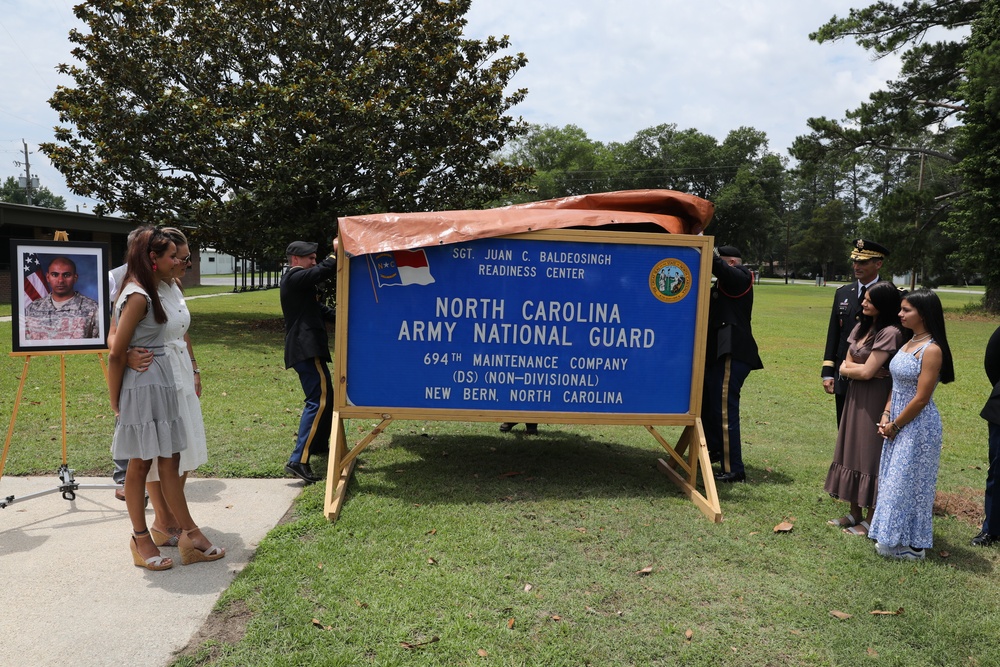 SGT. JUAN C. BALDEOSINGH
READINESS CENTER
NORTH CAROLINA
ARMY NATIONAL GUARD
694TH MAINTENANCE COMPANY
(DS) (NON-DIVISIONAL)
NEW BERN, NORTH CAROLINA